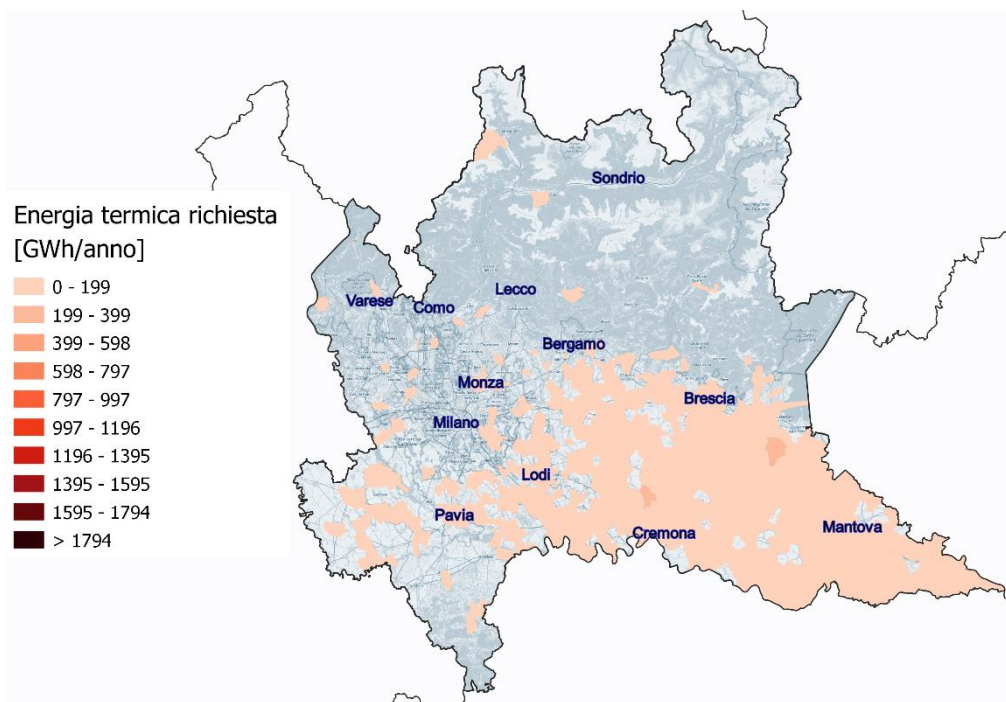 Sondrio
Energia termica richiesta
[GWh/anno]
0 - 199
199 - 399
399 - 598
598 - 797
797 - 997
997 - 1196
1196 - 1395
1395 - 1595
1595 - 1794
> 1794
Varese
Como
Lecco
Bergamo
Monza
Brescia
Milano
Lodi
Pavia
Cremona
Mantova